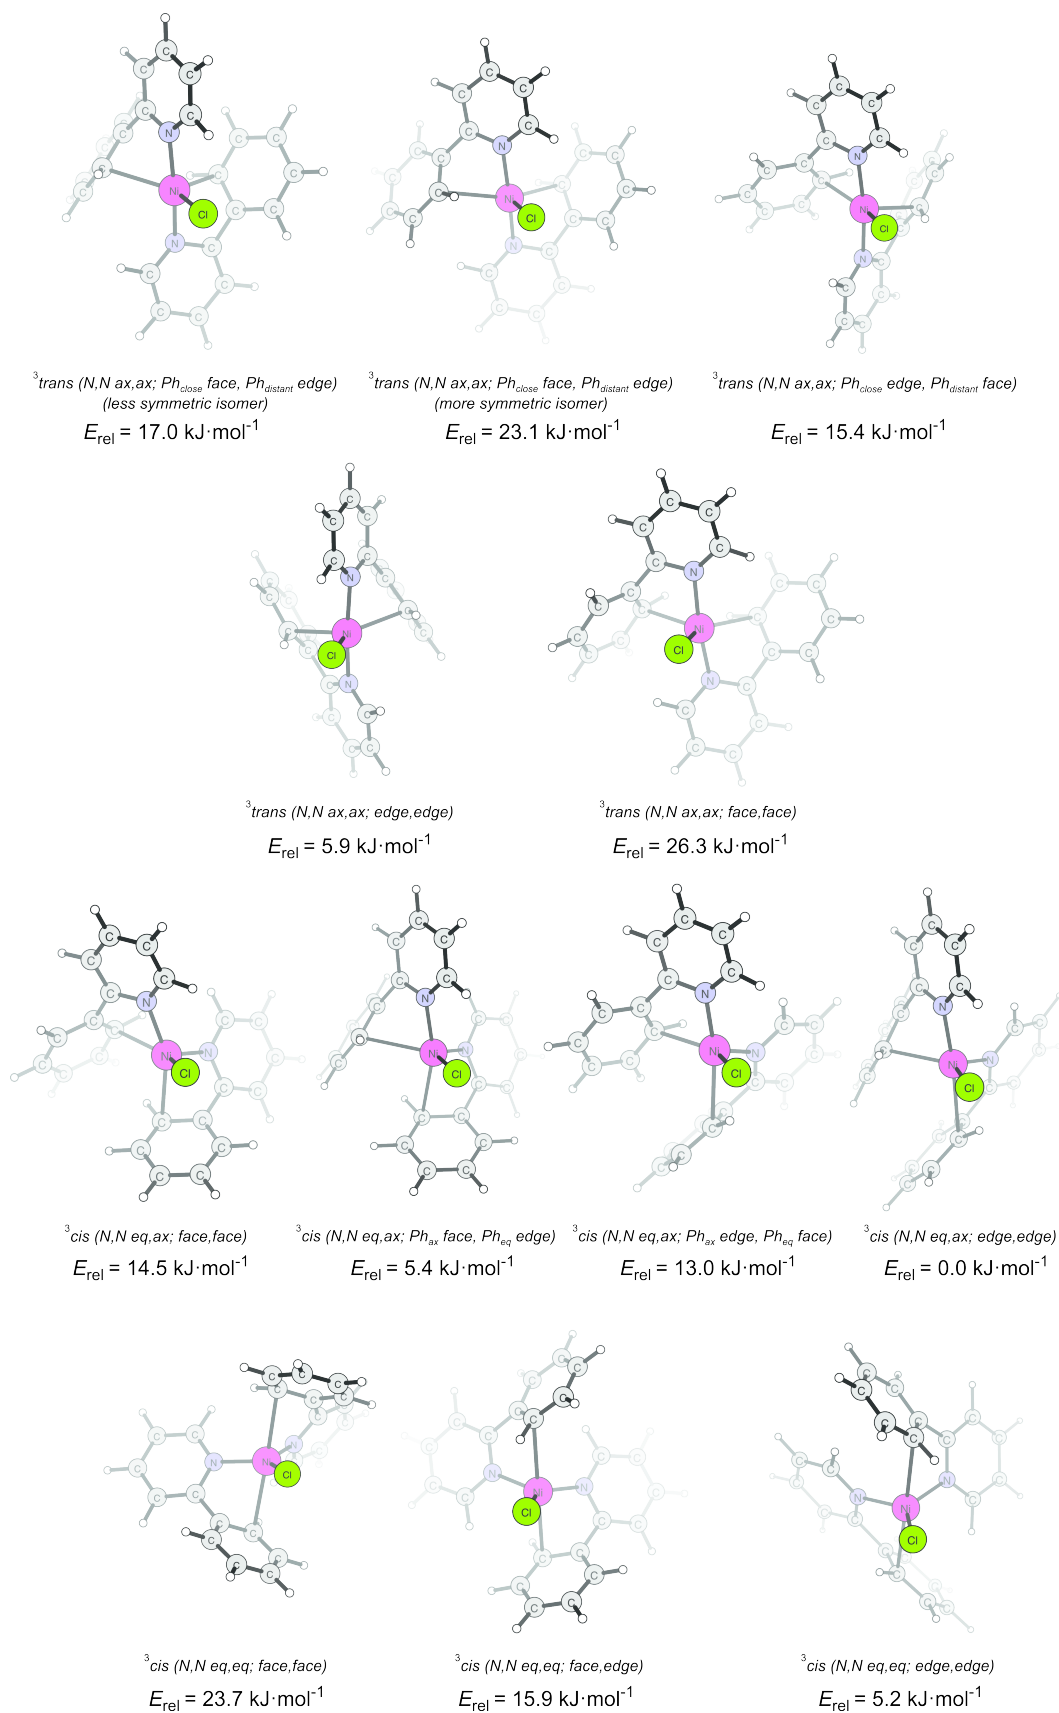 ³trans (N,N ax,ax; Ph_close face, Ph_distant edge)
(less symmetric isomer)
E_rel = 17.0 kJ·mol⁻¹
³trans (N,N ax,ax; Ph_close face, Ph_distant edge)
(more symmetric isomer)
E_rel = 23.1 kJ·mol⁻¹
³trans (N,N ax,ax; Ph_close edge, Ph_distant face)
E_rel = 15.4 kJ·mol⁻¹
³trans (N,N ax,ax; edge,edge)
E_rel = 5.9 kJ·mol⁻¹
³trans (N,N ax,ax; face,face)
E_rel = 26.3 kJ·mol⁻¹
³cis (N,N eq,ax; face,face)
E_rel = 14.5 kJ·mol⁻¹
³cis (N,N eq,ax; Ph_ax face, Ph_eq edge)
E_rel = 5.4 kJ·mol⁻¹
³cis (N,N eq,ax; Ph_ax edge, Ph_eq face)
E_rel = 13.0 kJ·mol⁻¹
³cis (N,N eq,ax; edge,edge)
E_rel = 0.0 kJ·mol⁻¹
³cis (N,N eq,eq; face,face)
E_rel = 23.7 kJ·mol⁻¹
³cis (N,N eq,eq; face,edge)
E_rel = 15.9 kJ·mol⁻¹
³cis (N,N eq,eq; edge,edge)
E_rel = 5.2 kJ·mol⁻¹